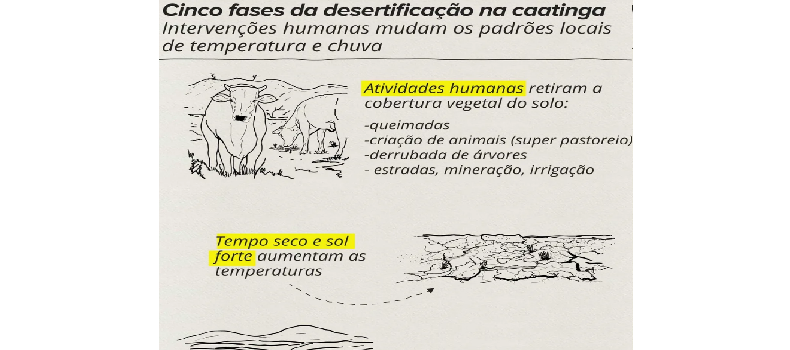 Cinco fases da desertificação na caatinga
Intervenções humanas mudam os padrões locais
de temperatura e chuva
Atividades humanas retiram a
cobertura vegetal do solo:
-queimadas
-criação de animais (super pastoreio)
-derrubada de árvores
- estradas, mineração, irrigação
Tempo seco e sol
forte aumentam as
temperaturas